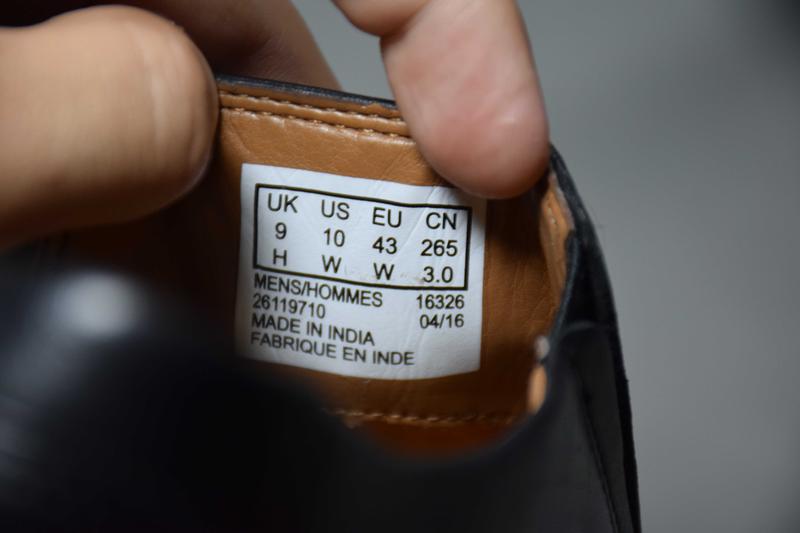 UK US EU CN
9 10 43 265
H W W 3.0
MENS/HOMMES 16326
26119710 04/16
MADE IN INDIA
FABRIQUE EN INDE